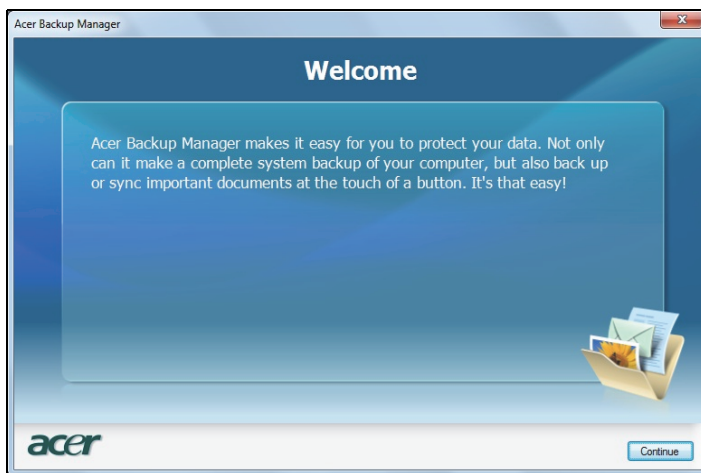 Acer Backup Manager
Welcome
Acer Backup Manager makes it easy for you to protect your data. Not only
can it make a complete system backup of your computer, but also back up
or sync important documents at the touch of a button. It's that easy!
acer
Continue